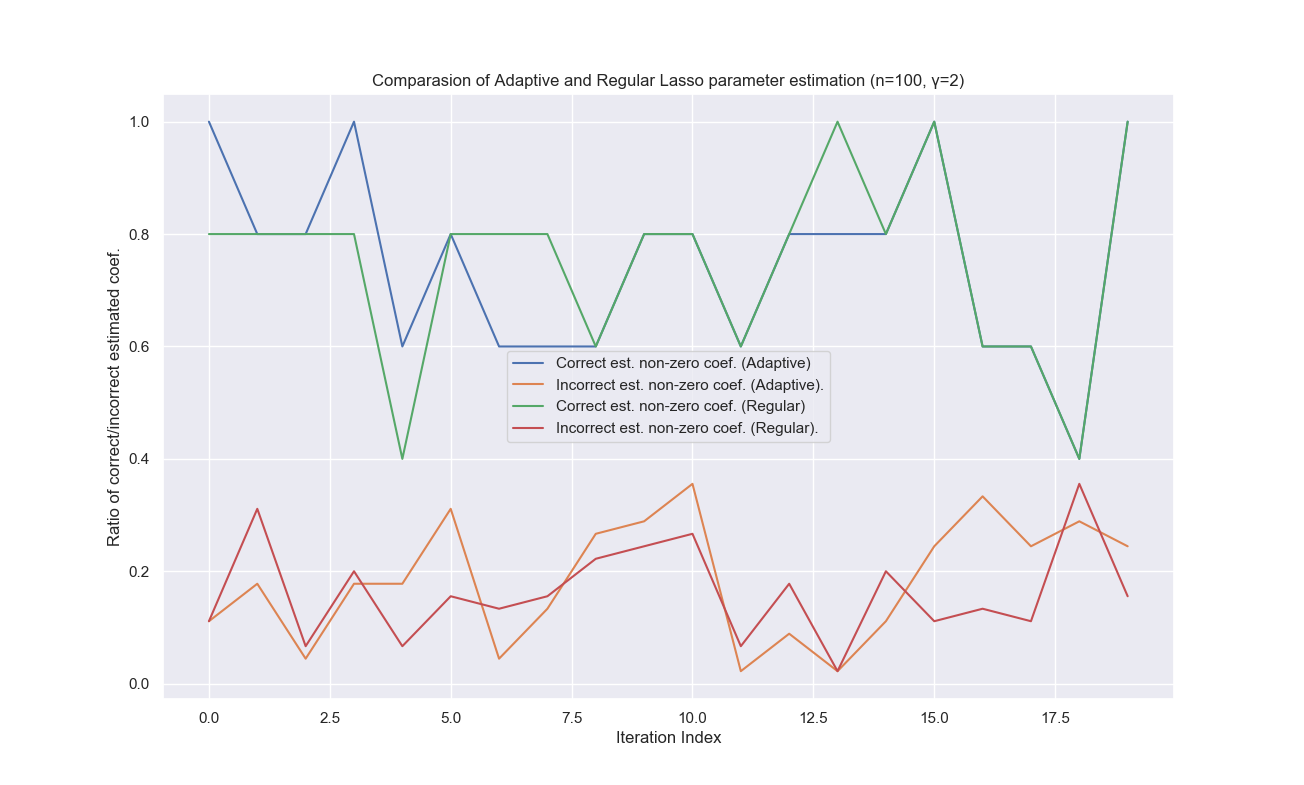 Comparasion of Adaptive and Regular Lasso parameter estimation (n=100, γ=2)
Ratio of correct/incorrect estimated coef.
1.0
0.8
0.6
0.4
0.2
0.0
Correct est. non-zero coef. (Adaptive)
Incorrect est. non-zero coef. (Adaptive).
Correct est. non-zero coef. (Regular)
Incorrect est. non-zero coef. (Regular).
0.0 2.5 5.0 7.5 10.0 12.5 15.0 17.5
Iteration Index